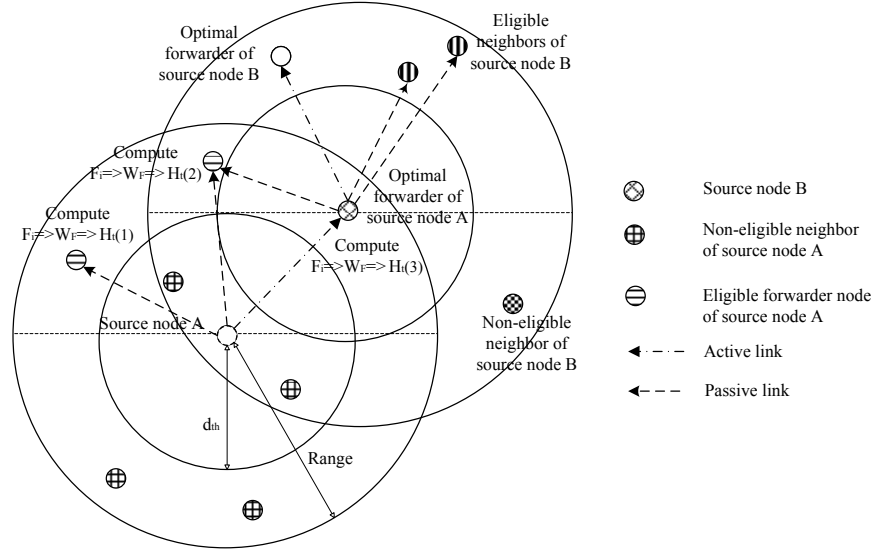 Optimal
forwarder of
source node B
Eligible
neighbors of
source node B
Compute
Fi=>WF=> Ht(2)
Optimal
forwarder of
source node A
Compute
Fi=>WF=> Ht(1)
Compute
Fi=>WF=> Ht(3)
Source node A
Non-eligible
neighbor of
source node B
dth
Range
Source node B
Non-eligible neighbor
of source node A
Eligible forwarder node
of source node A
Active link
Passive link